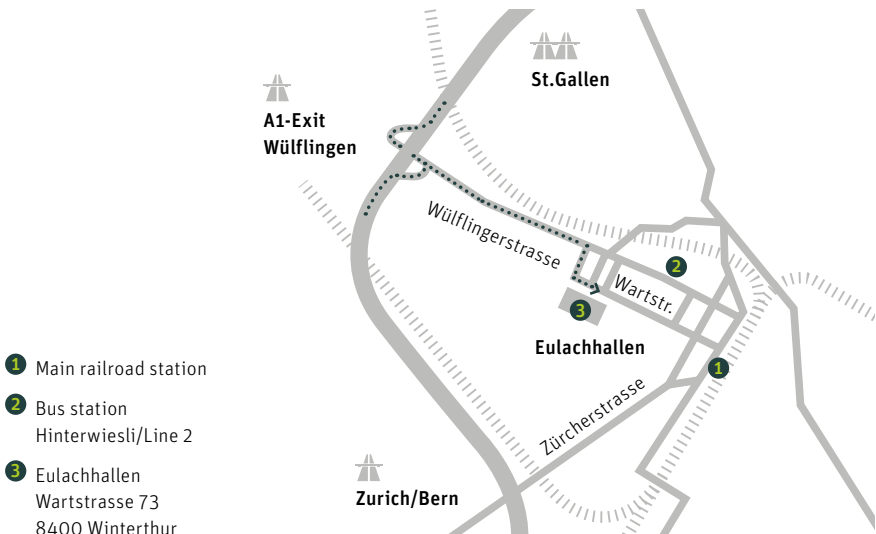 St.Gallen
A1-Exit
Wülflingen
Wülflingerstrasse
2
Wartstr.
3
Eulachhallen
1
Zürcherstrasse
Zurich/Bern
1 Main railroad station
2 Bus station
Hinterwiesli/Line 2
3 Eulachhallen
Wartstrasse 73
8400 Winterthur